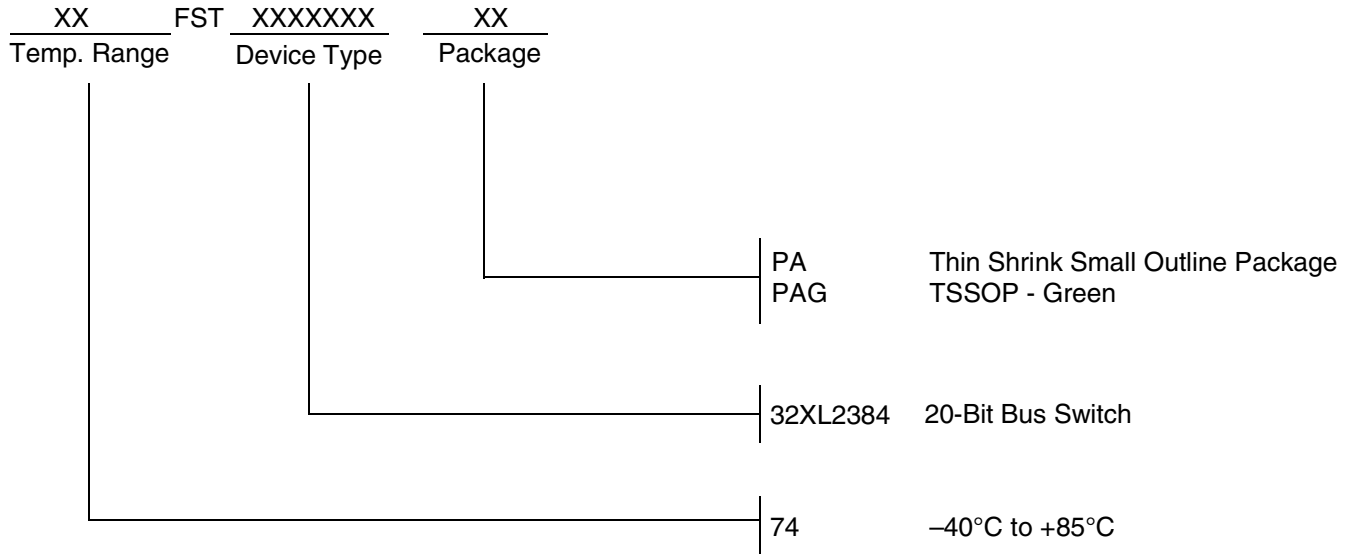 XX FST XXXXXXX XX
Temp. Range Device Type Package
PA Thin Shrink Small Outline Package
PAG TSSOP - Green
32XL2384 20-Bit Bus Switch
74 –40°C to +85°C